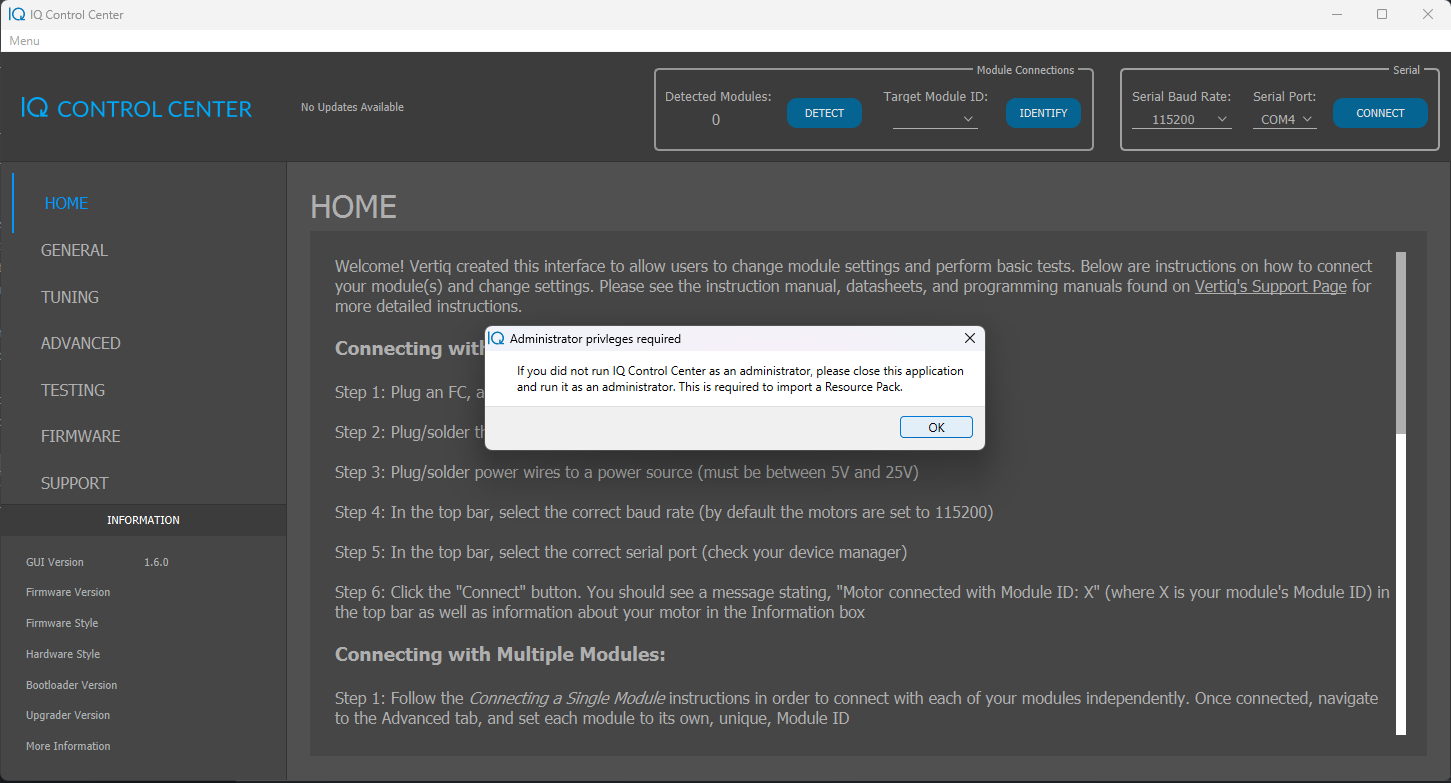 IQ Control Center
Menu
IQ CONTROL CENTER
No Updates Available
Module Connections
Detected Modules:
0
DETECT
Target Module ID:
IDENTIFY
Serial
Serial Baud Rate:
115200
Serial Port:
COM4
CONNECT
HOME
GENERAL
TUNING
ADVANCED
TESTING
FIRMWARE
SUPPORT
INFORMATION
GUI Version 1.6.0
Firmware Version
Firmware Style
Hardware Style
Bootloader Version
Upgrader Version
More Information
HOME
Welcome! Vertiq created this interface to allow users to change module settings and perform basic tests. Below are instructions on how to connect
your module(s) and change settings. Please see the instruction manual, datasheets, and programming manuals found on Vertiq's Support Page for
more detailed instructions.
Connecting with
Step 1: Plug an FC, a
Step 2: Plug/solder
Step 3: Plug/solder power wires to a power source (must be between 5V and 25V)
Step 4: In the top bar, select the correct baud rate (by default the motors are set to 115200)
Step 5: In the top bar, select the correct serial port (check your device manager)
Step 6: Click the "Connect" button. You should see a message stating, "Motor connected with Module ID: X" (where X is your module's Module ID) in
the top bar as well as information about your motor in the Information box
Connecting with Multiple Modules:
Step 1: Follow the Connecting a Single Module instructions in order to connect with each of your modules independently. Once connected, navigate
to the Advanced tab, and set each module to its own, unique, Module ID
IQ Administrator privleges required
If you did not run IQ Control Center as an administrator, please close this application
and run it as an administrator. This is required to import a Resource Pack.
OK